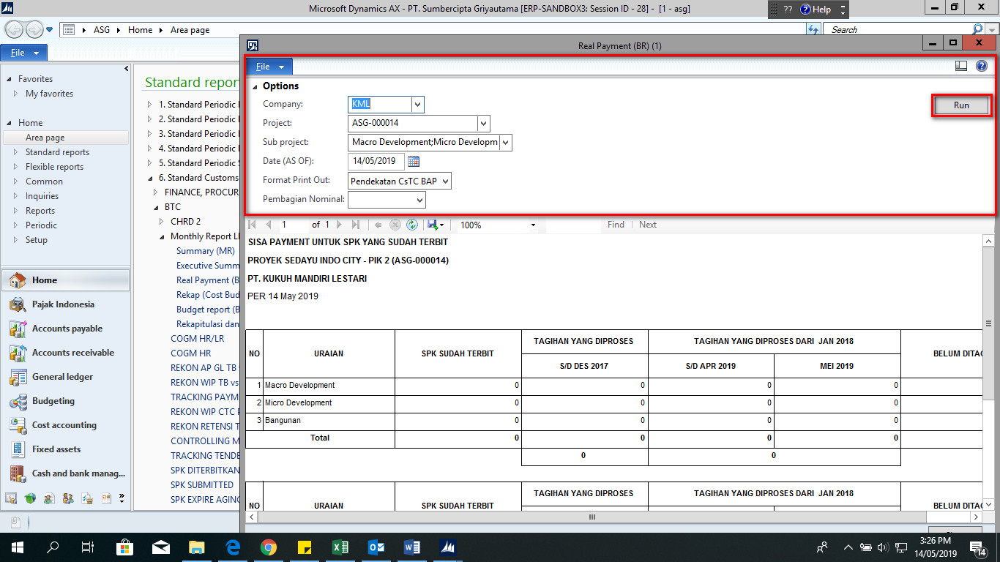 Microsoft Dynamics AX - PT. Sumbercipta Griyautama [ERP-SANDBOX3: Session ID - 28] - [1 - asg]
?? Help
ASG Home Area page
Search
File
Real Payment (BR) (1)
Favorites
My favorites
Home
Area page
Standard reports
Flexible reports
Common
Inquiries
Reports
Periodic
Setup
Home
Pajak Indonesia
Accounts payable
Accounts receivable
General ledger
Budgeting
Cost accounting
Fixed assets
Cash and bank manag...
Standard repor
1. Standard Periodic
2. Standard Periodic
3. Standard Periodic
4. Standard Periodic
5. Standard Periodic S
6. Standard Customs
FINANCE, PROCUR
BTC
CHRD 2
Monthly Report
Summary (MR)
Executive Summ
Real Payment (B
Rekap (Cost Bud
Budget report (B
Rekapitulasi dan
COGM HR/LR
COGM HR
REKON AP GL TB
REKON WIP TB vs
TRACKING PAYM
REKON WIP CTC
REKON RETENSI T
CONTROLLING M
TRACKING TENDE
SPK DITERBITKAN
SPK SUBMITTED
SPK EXPIRE AGING
File
Options
Company: KML
Run
Project: ASG-000014
Sub project: Macro Development;Micro Developm
Date (AS OF): 14/05/2019
Format Print Out: Pendekatan CsTC BAP
Pembagian Nominal:
1 of 1 100% Find Next
SISA PAYMENT UNTUK SPK YANG SUDAH TERBIT
PROYEK SEDAYU INDO CITY - PIK 2 (ASG-000014)
PT. KUKUH MANDIRI LESTARI
PER 14 May 2019
TAGIHAN YANG DIPROSES TAGIHAN YANG DIPROSES DARI JAN 2018
NO URAIAN SPK SUDAH TERBIT BELUM DITAG
S/D DES 2017 S/D APR 2019 MEI 2019
1 Macro Development 0 0 0 0
2 Micro Development 0 0 0 0
3 Bangunan 0 0 0 0
Total 0 0 0 0
0 0
TAGIHAN YANG DIPROSES TAGIHAN YANG DIPROSES DARI JAN 2018
NO URAIAN SPK SUDAH TERBIT BELUM DITAG
3:26 PM
14/05/2019
14